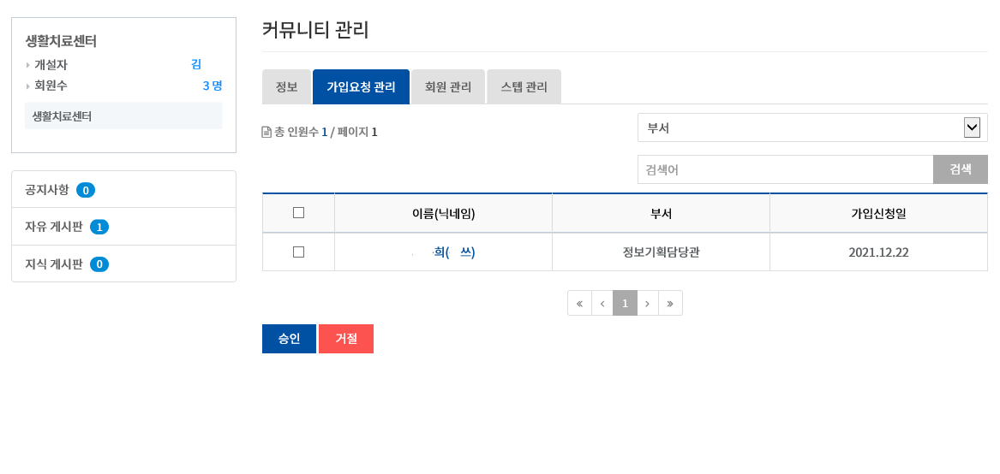 생활치료센터
개설자 김
회원수 3 명
생활치료센터
공지사항 0
자유 게시판 1
지식 게시판 0
커뮤니티 관리
정보 가입요청 관리 회원 관리 스텝 관리
총 인원수 1 / 페이지 1
부서
검색어 검색
이름(닉네임) 부서 가입신청일
희( 쓰) 정보기획담당관 2021.12.22
« ‹ 1 › »
승인 거절